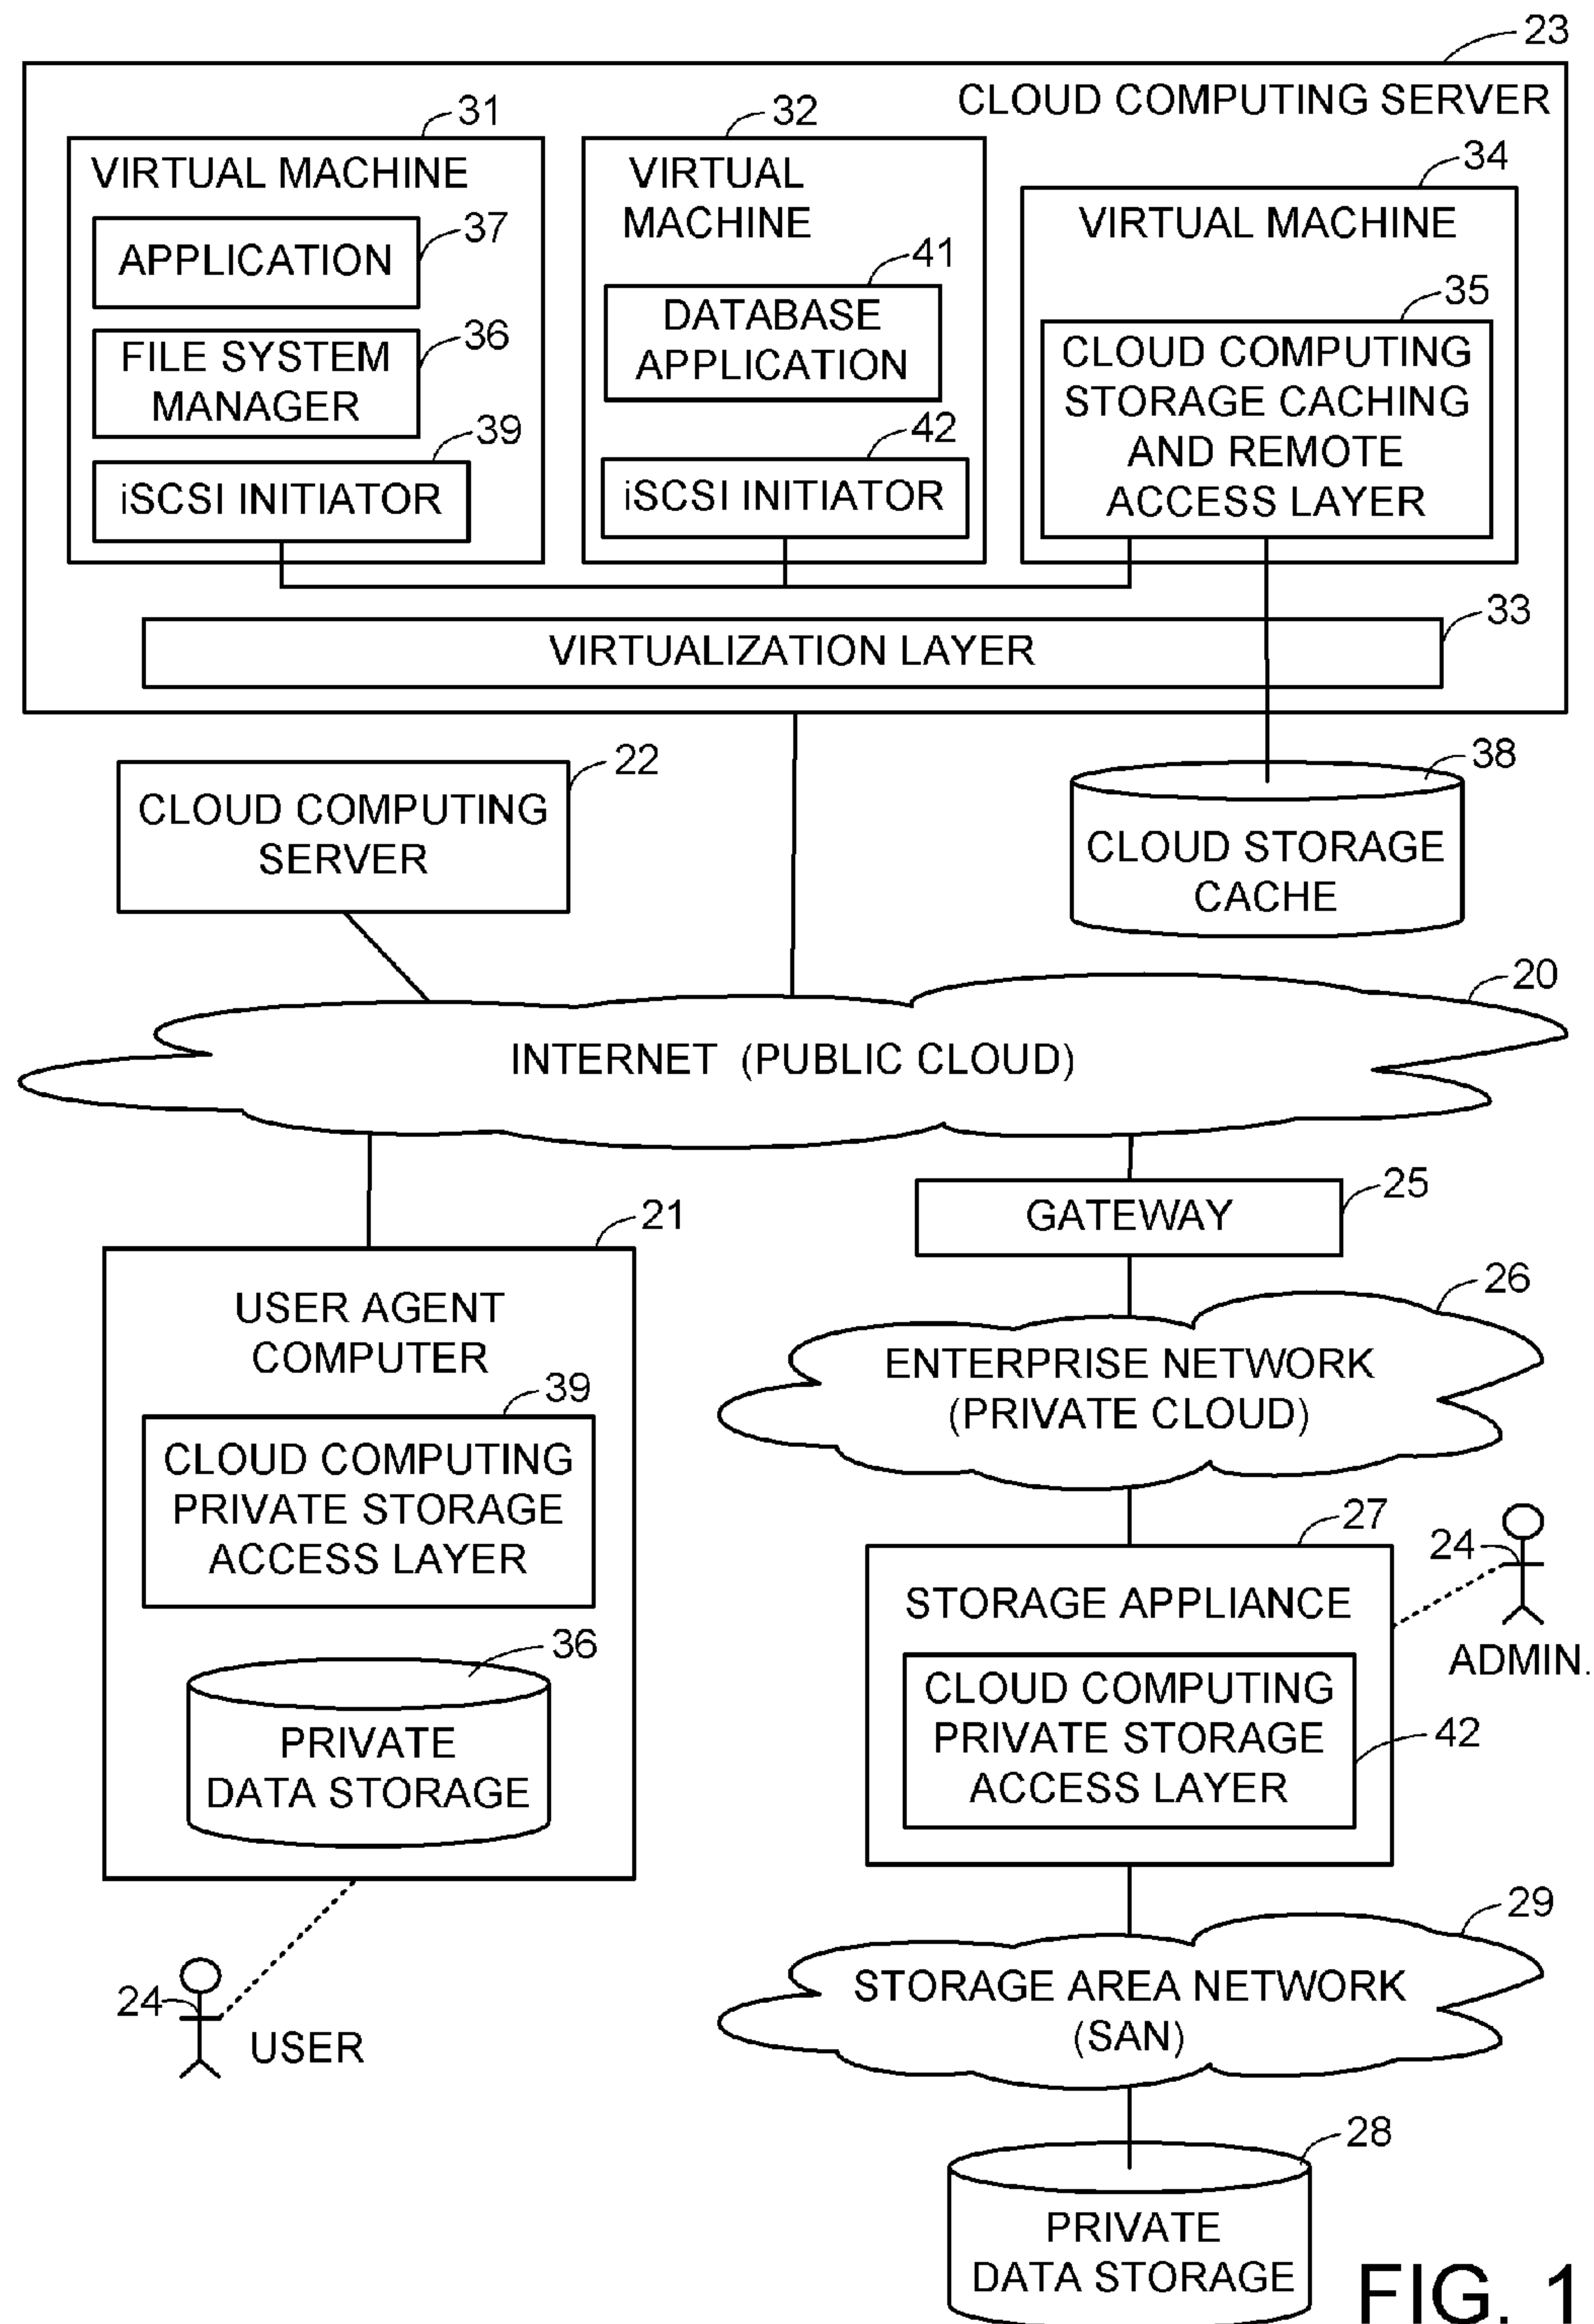 23
CLOUD COMPUTING SERVER
31
VIRTUAL MACHINE
37
APPLICATION
36
FILE SYSTEM
MANAGER
39
iSCSI INITIATOR
32
VIRTUAL
MACHINE
41
DATABASE
APPLICATION
42
iSCSI INITIATOR
34
VIRTUAL MACHINE
35
CLOUD COMPUTING
STORAGE CACHING
AND REMOTE
ACCESS LAYER
33
VIRTUALIZATION LAYER
22
CLOUD COMPUTING
SERVER
38
CLOUD STORAGE
CACHE
20
INTERNET (PUBLIC CLOUD)
21
USER AGENT
COMPUTER
39
CLOUD COMPUTING
PRIVATE STORAGE
ACCESS LAYER
36
PRIVATE
DATA STORAGE
24
USER
25
GATEWAY
26
ENTERPRISE NETWORK
(PRIVATE CLOUD)
27
STORAGE APPLIANCE
24
ADMIN.
CLOUD COMPUTING
PRIVATE STORAGE
ACCESS LAYER
42
29
STORAGE AREA NETWORK
(SAN)
28
PRIVATE
DATA STORAGE
FIG. 1